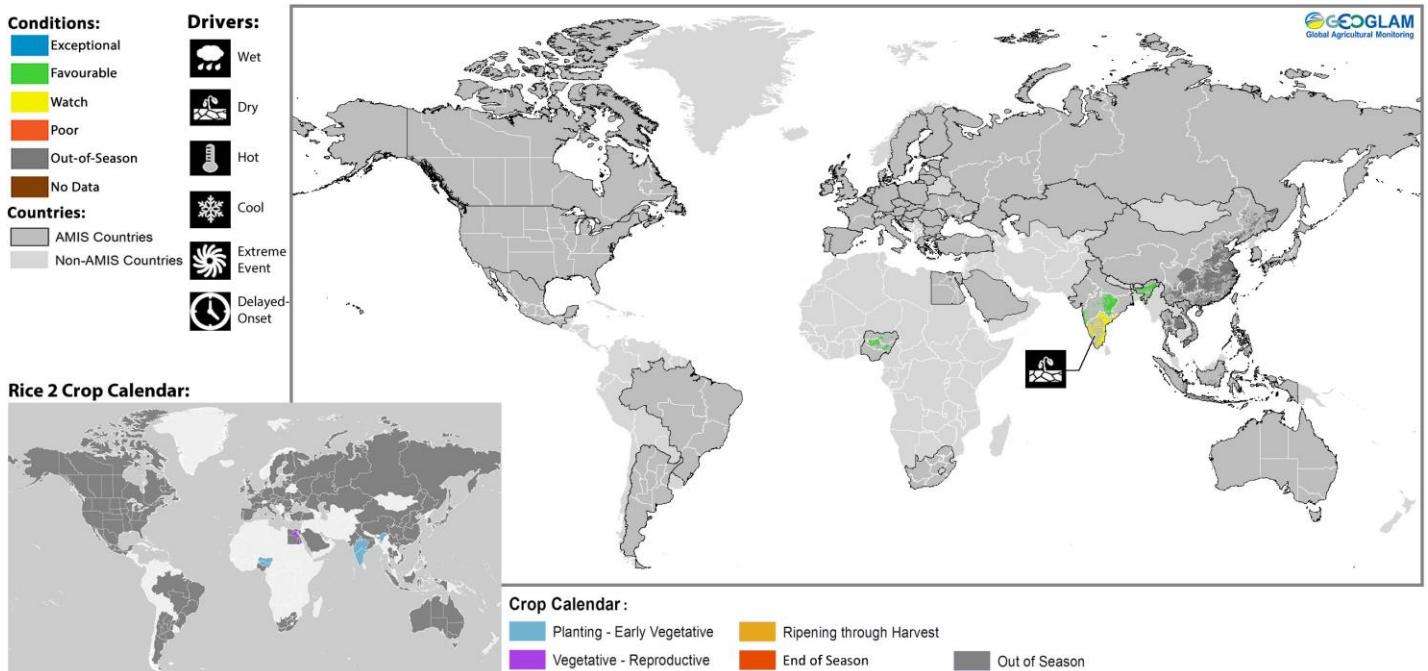 Conditions:
Exceptional
Favourable
Watch
Poor
Out-of-Season
No Data
Countries:
AMIS Countries
Non-AMIS Countries
Drivers:
Wet
Dry
Hot
Cool
Extreme
Event
Delayed-
Onset
GEOGLAM
Global Agricultural Monitoring
Rice 2 Crop Calendar:
Crop Calendar :
Planting - Early Vegetative
Ripening through Harvest
Vegetative - Reproductive
End of Season
Out of Season